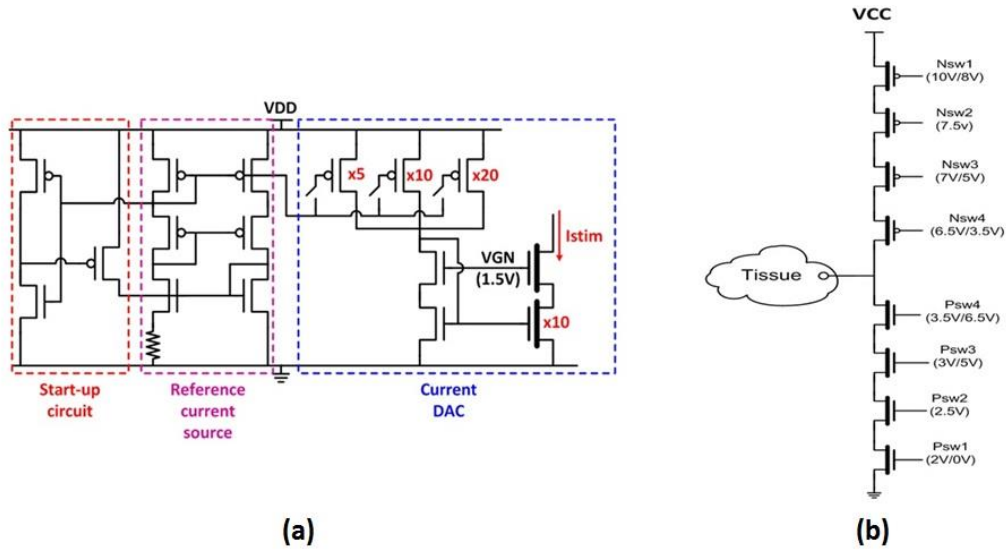 VDD
x5
x10
x20
Istim
VGN
(1.5V)
x10
Start-up
circuit
Reference
current
source
Current
DAC
(a)
VCC
Nsw1
(10V/8V)
Nsw2
(7.5v)
Nsw3
(7V/5V)
Nsw4
(6.5V/3.5V)
Tissue
Psw4
(3.5V/6.5V)
Psw3
(3V/5V)
Psw2
(2.5V)
Psw1
(2V/0V)
(b)